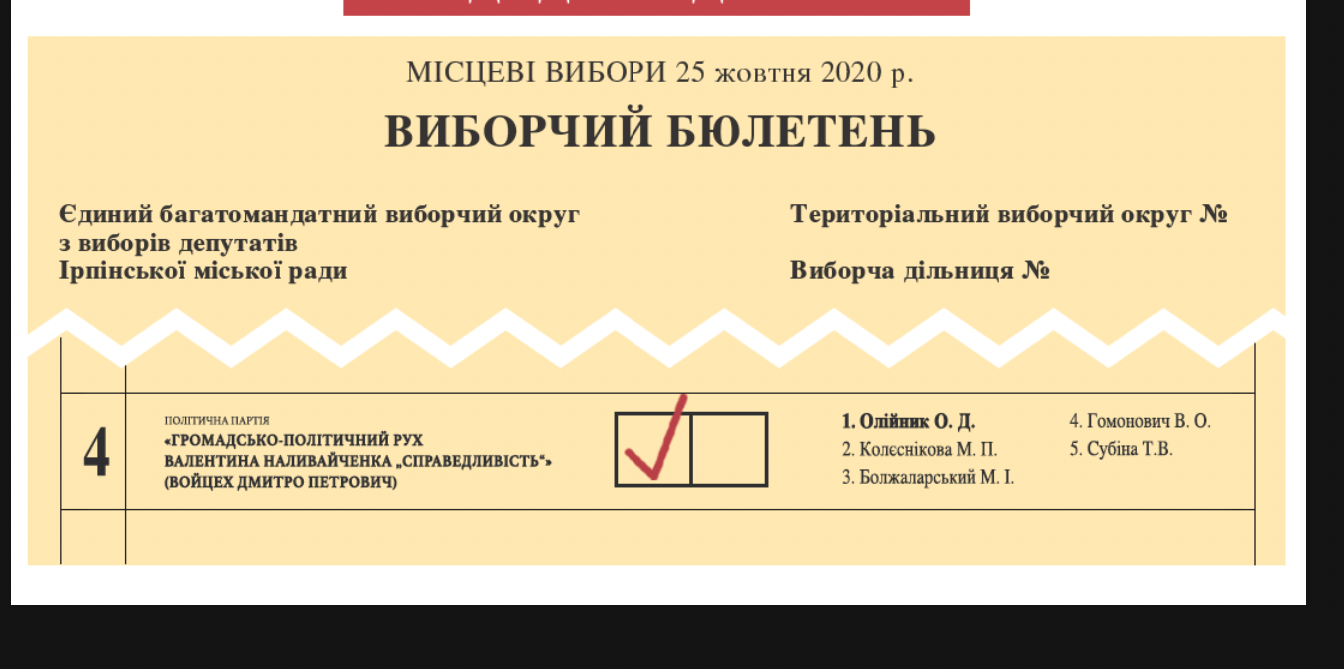 МІСЦЕВІ ВИБОРИ 25 жовтня 2020 р.
ВИБОРЧИЙ БЮЛЕТЕНЬ
Єдиний багатомандатний виборчий округ
з виборів депутатів
Ірпінської міської ради
Територіальний виборчий округ №
Виборча дільниця №
4
ПОЛІТИЧНА ПАРТІЯ
«ГРОМАДСЬКО-ПОЛІТИЧНИЙ РУХ
ВАЛЕНТИНА НАЛИВАЙЧЕНКА „СПРАВЕДЛИВІСТЬ“»
(ВОЙЦЕХ ДМИТРО ПЕТРОВИЧ)
1. Олійник О. Д.
2. Колєснікова М. П.
3. Болжаларський М. І.
4. Гомонович В. О.
5. Субіна Т.В.